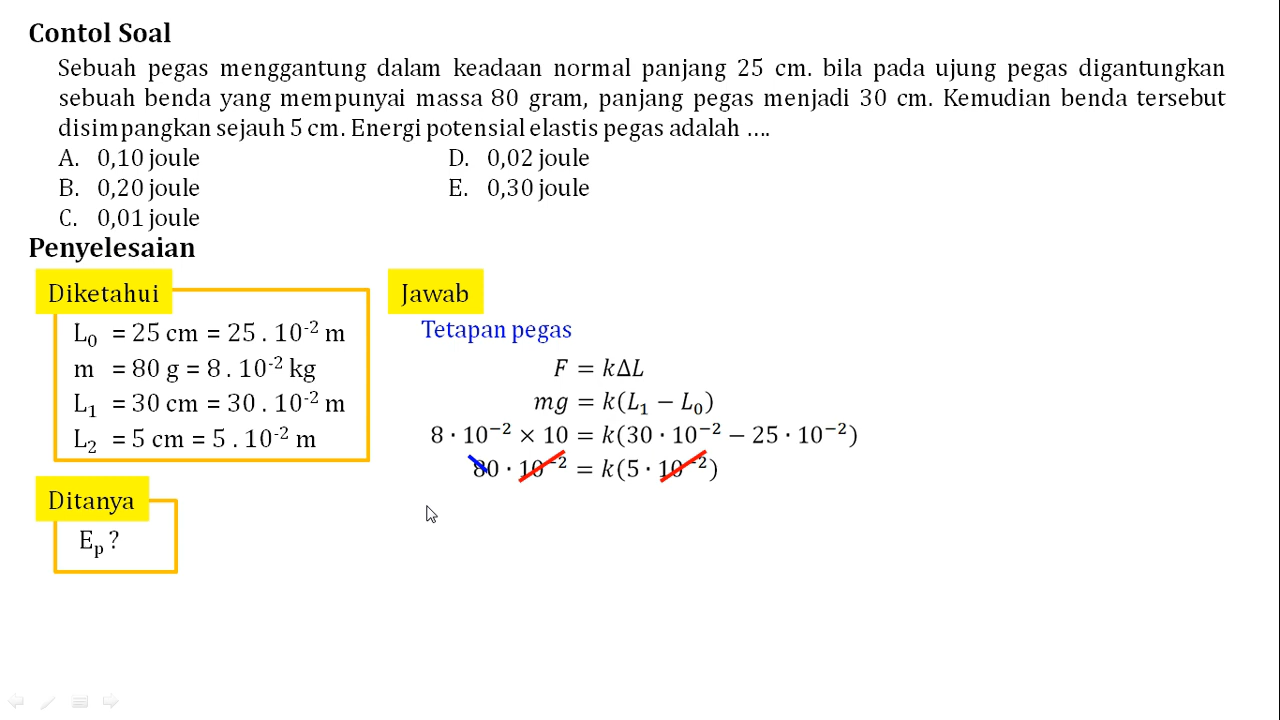 Contol Soal
Sebuah pegas menggantung dalam keadaan normal panjang 25 cm. bila pada ujung pegas digantungkan
sebuah benda yang mempunyai massa 80 gram, panjang pegas menjadi 30 cm. Kemudian benda tersebut
disimpangkan sejauh 5 cm. Energi potensial elastis pegas adalah ....
A. 0,10 joule D. 0,02 joule
B. 0,20 joule E. 0,30 joule
C. 0,01 joule
Penyelesaian
Diketahui
L₀ = 25 cm = 25 . 10⁻² m
m = 80 g = 8 . 10⁻² kg
L₁ = 30 cm = 30 . 10⁻² m
L₂ = 5 cm = 5 . 10⁻² m
Ditanya
Eₚ ?
Jawab
Tetapan pegas
F = kΔL
mg = k(L₁ − L₀)
8 · 10⁻² × 10 = k(30 · 10⁻² − 25 · 10⁻²)
80 · 10⁻² = k(5 · 10⁻²)